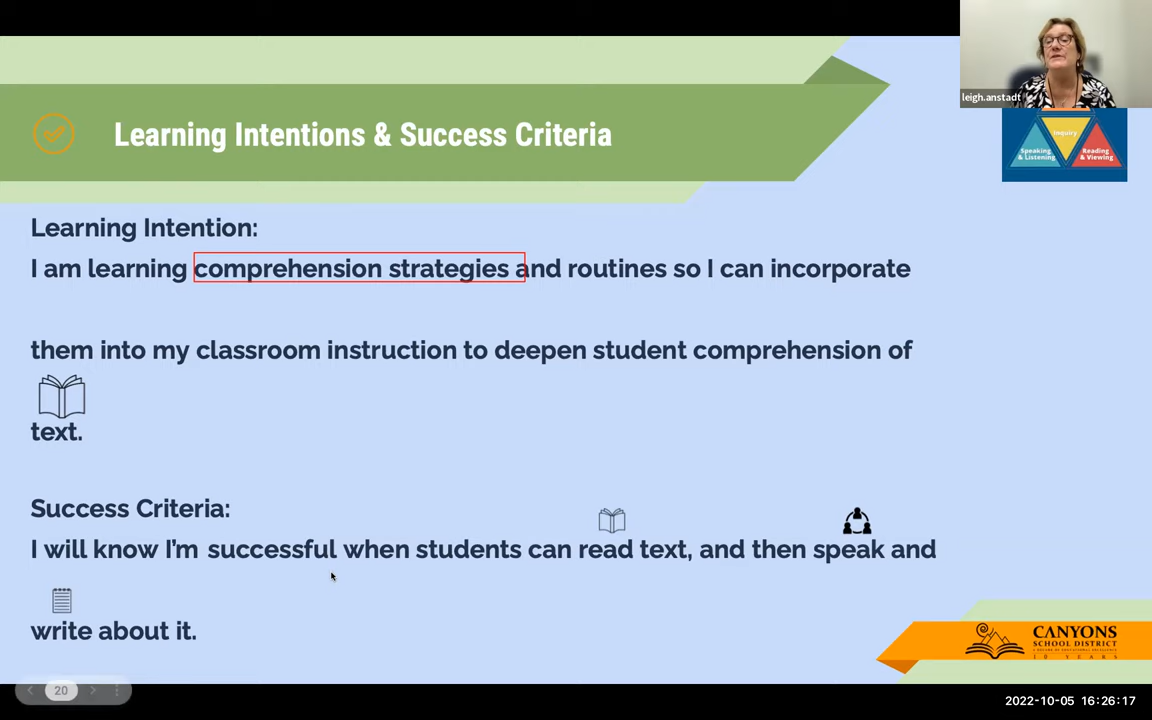 leigh.anstadt
Learning Intentions & Success Criteria
Inquiry
Speaking
& Listening
Reading
& Viewing
Learning Intention:
I am learning comprehension strategies and routines so I can incorporate
them into my classroom instruction to deepen student comprehension of
text.
Success Criteria:
I will know I'm successful when students can read text, and then speak and
write about it.
CANYONS
SCHOOL DISTRICT
10 YEARS
20
2022-10-05 16:26:17